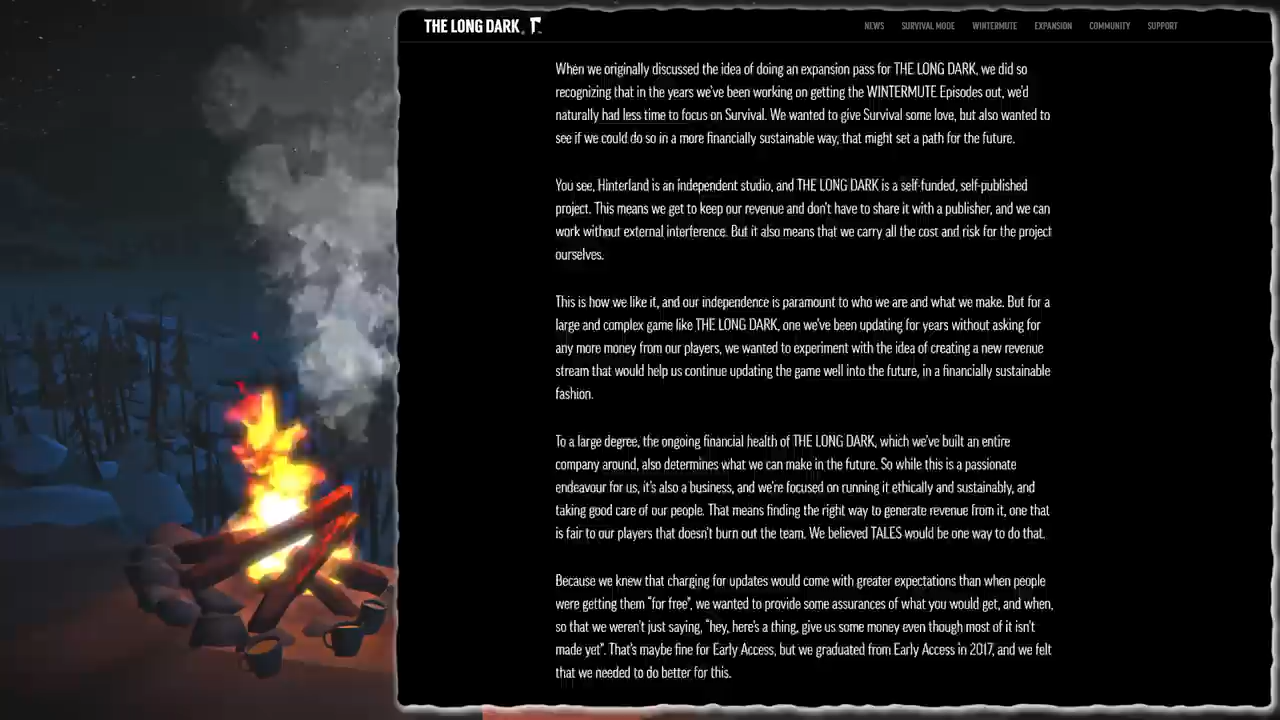 THE LONG DARK
NEWS SURVIVAL MODE WINTERMUTE EXPANSION COMMUNITY SUPPORT
When we originally discussed the idea of doing an expansion pass for THE LONG DARK, we did so
recognizing that in the years we've been working on getting the WINTERMUTE Episodes out, we'd
naturally had less time to focus on Survival. We wanted to give Survival some love, but also wanted to
see if we could do so in a more financially sustainable way, that might set a path for the future.
You see, Hinterland is an independent studio, and THE LONG DARK is a self-funded, self-published
project. This means we get to keep our revenue and don't have to share it with a publisher, and we can
work without external interference. But it also means that we carry all the cost and risk for the project
ourselves.
This is how we like it, and our independence is paramount to who we are and what we make. But for a
large and complex game like THE LONG DARK, one we've been updating for years without asking for
any more money from our players, we wanted to experiment with the idea of creating a new revenue
stream that would help us continue updating the game well into the future, in a financially sustainable
fashion.
To a large degree, the ongoing financial health of THE LONG DARK, which we've built an entire
company around, also determines what we can make in the future. So while this is a passionate
endeavour for us, it's also a business, and we're focused on running it ethically and sustainably, and
taking good care of our people. That means finding the right way to generate revenue from it, one that
is fair to our players that doesn't burn out the team. We believed TALES would be one way to do that.
Because we knew that charging for updates would come with greater expectations than when people
were getting them "for free", we wanted to provide some assurances of what you would get, and when,
so that we weren't just saying, "hey, here's a thing, give us some money even though most of it isn't
made yet". That's maybe fine for Early Access, but we graduated from Early Access in 2017, and we felt
that we needed to do better for this.